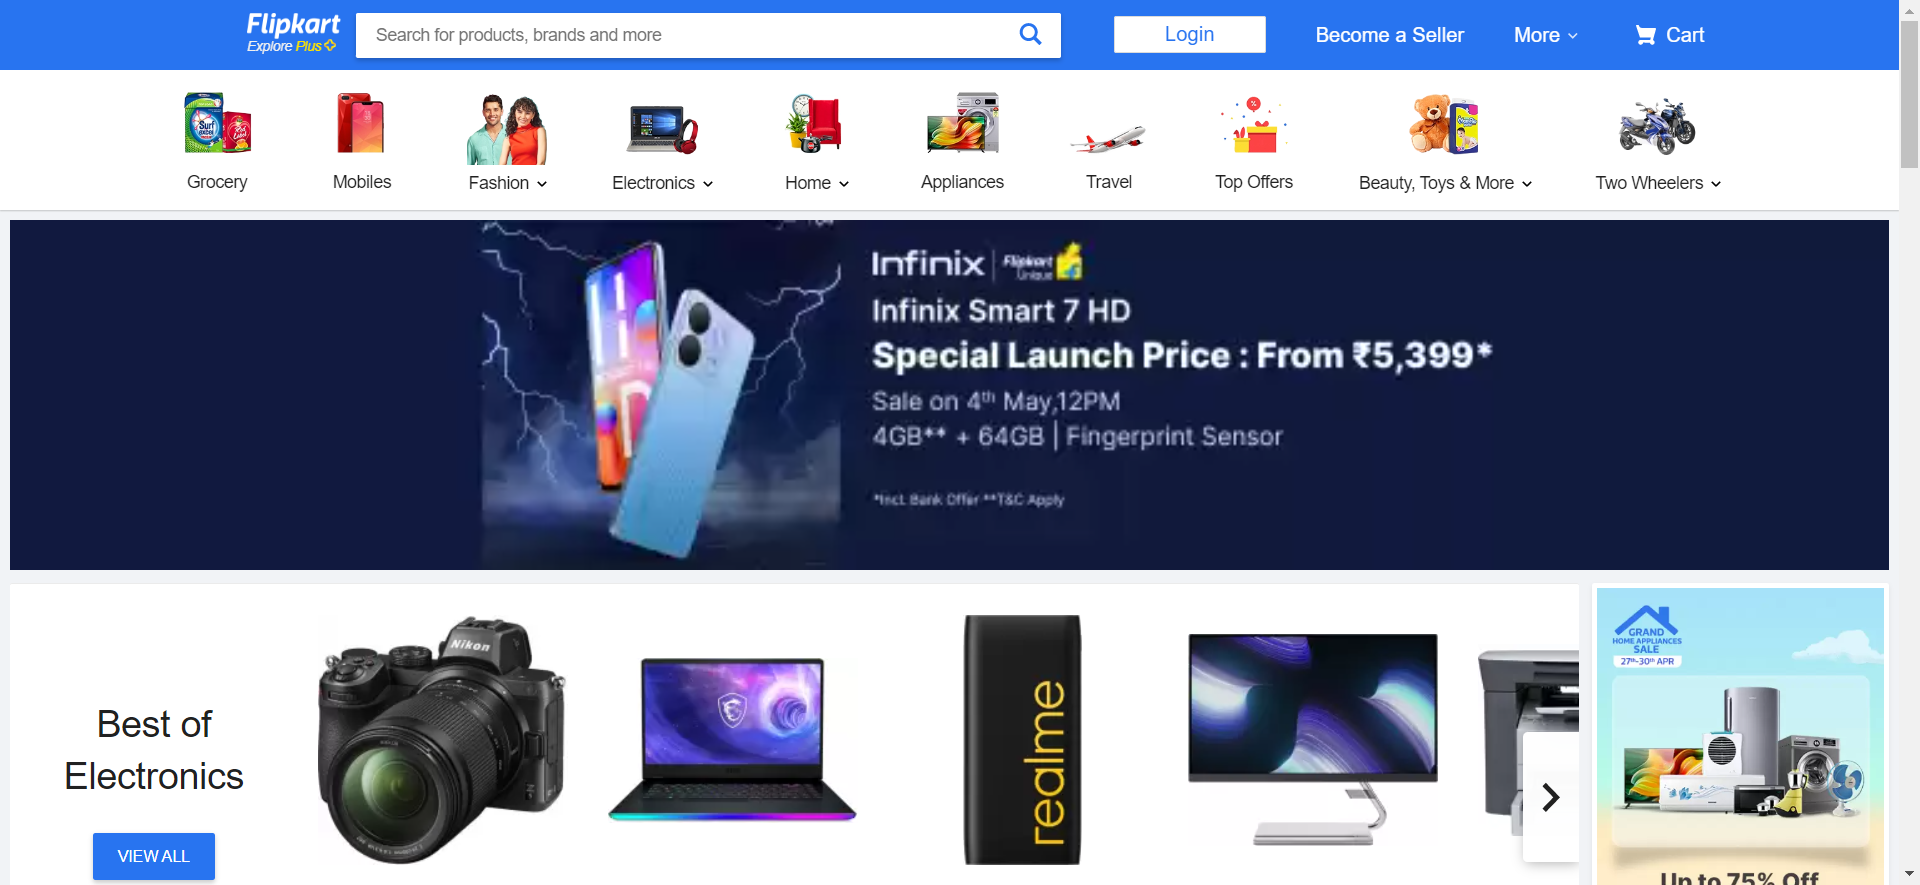 Flipkart
Explore Plus
Search for products, brands and more
Login
Become a Seller
More
Cart
Surf
excel
Grocery
Mobiles
Fashion
Electronics
Home
Appliances
Travel
Top Offers
Beauty, Toys & More
Two Wheelers
Infinix
Flipkart
Unique
Infinix Smart 7 HD
Special Launch Price : From ₹5,399*
Sale on 4th May,12PM
4GB** + 64GB | Fingerprint Sensor
*Incl. Bank Offer **T&C Apply
Best of
Electronics
VIEW ALL
Nikon
realme
GRAND
HOME APPLIANCES
SALE
27th-30th APR
Up to 75% Off